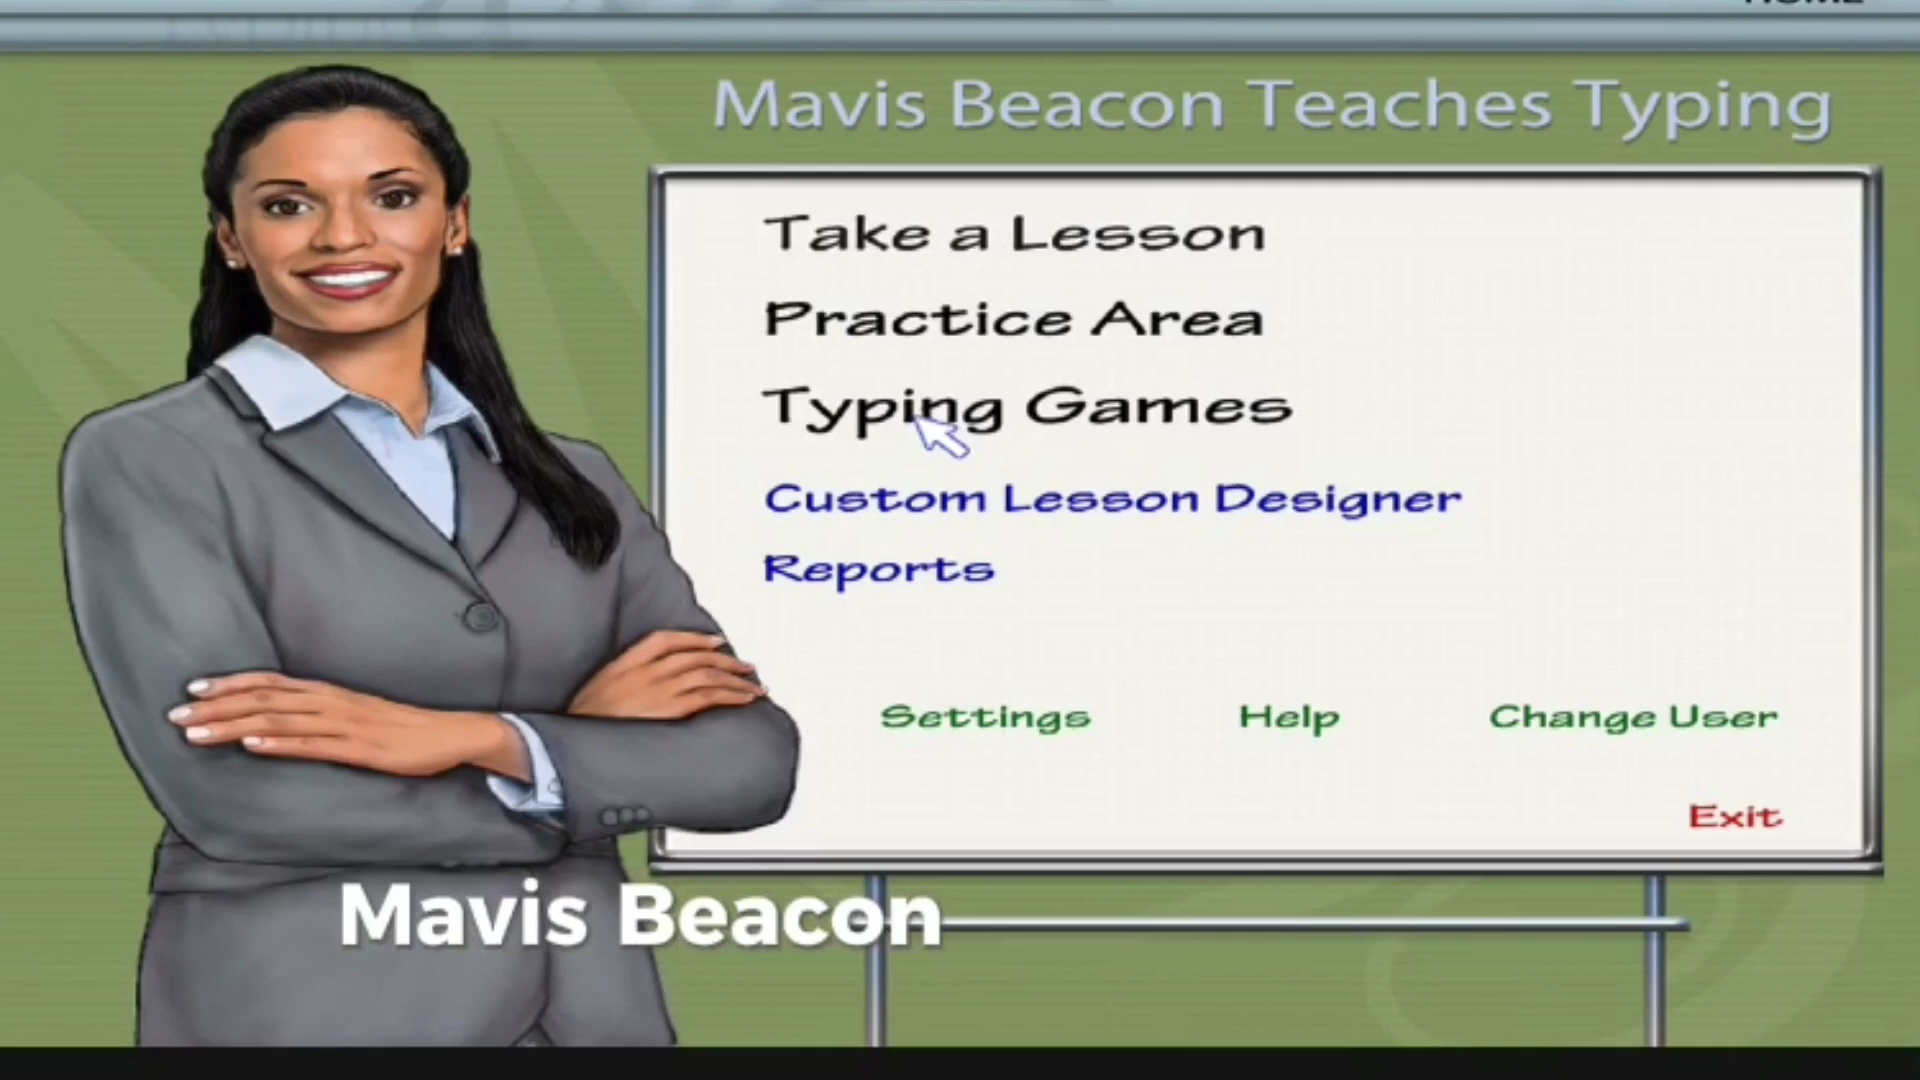 HOME
Mavis Beacon Teaches Typing
Take a Lesson
Practice Area
Typing Games
Custom Lesson Designer
Reports
Settings Help Change User
Exit
Mavis Beacon